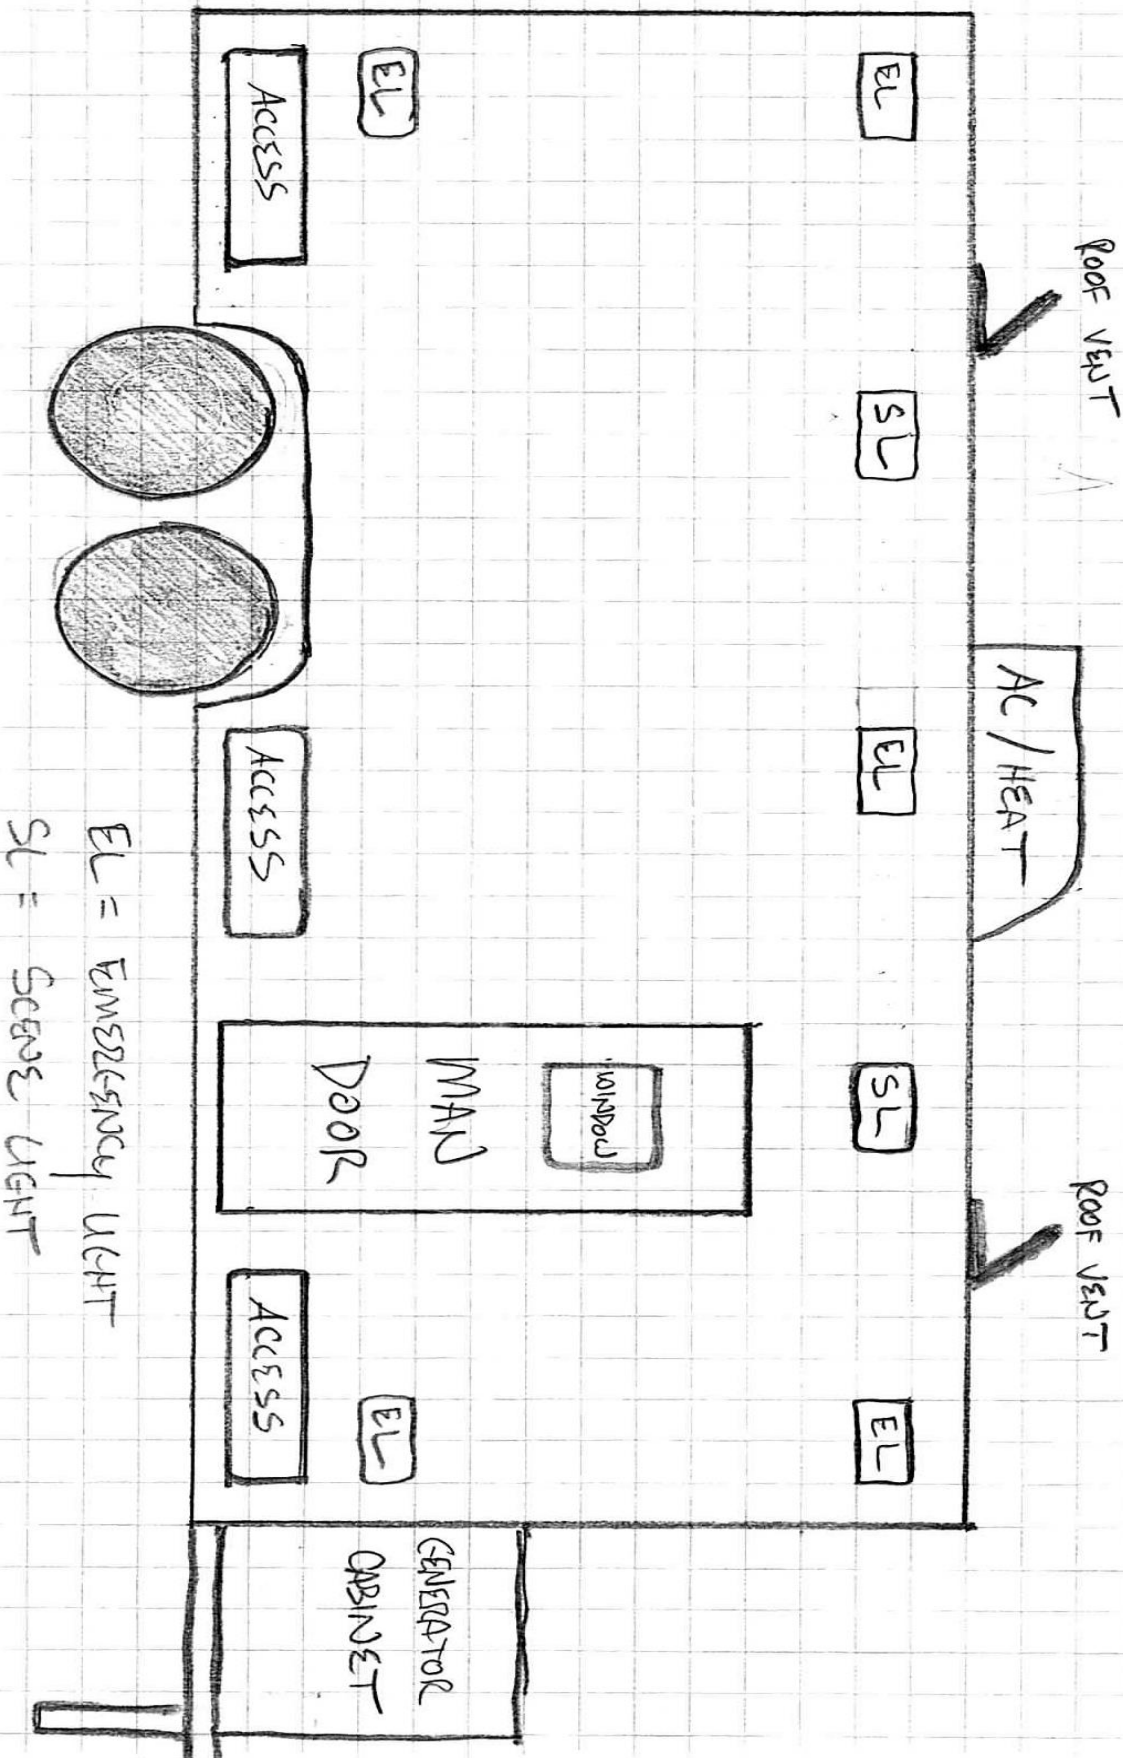 ROOF VENT
ROOF VENT
AC / HEAT
EL
SL
EL
SL
EL
WINDOW
MAN
DOOR
EL
EL
GENERATOR
CABINET
ACCESS
ACCESS
ACCESS
EL = EMERGENCY LIGHT
SL = SCENE LIGHT